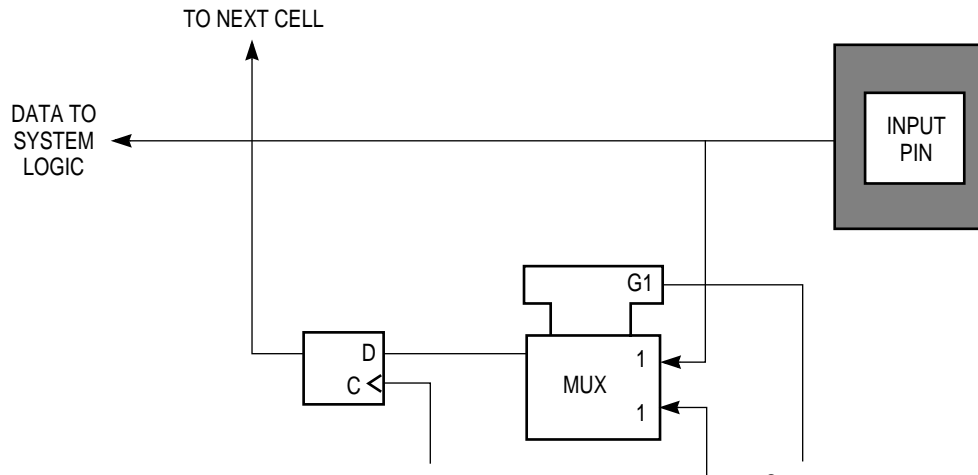 TO NEXT CELL
DATA TO
SYSTEM
LOGIC
INPUT
PIN
G1
D
C
1
MUX
1